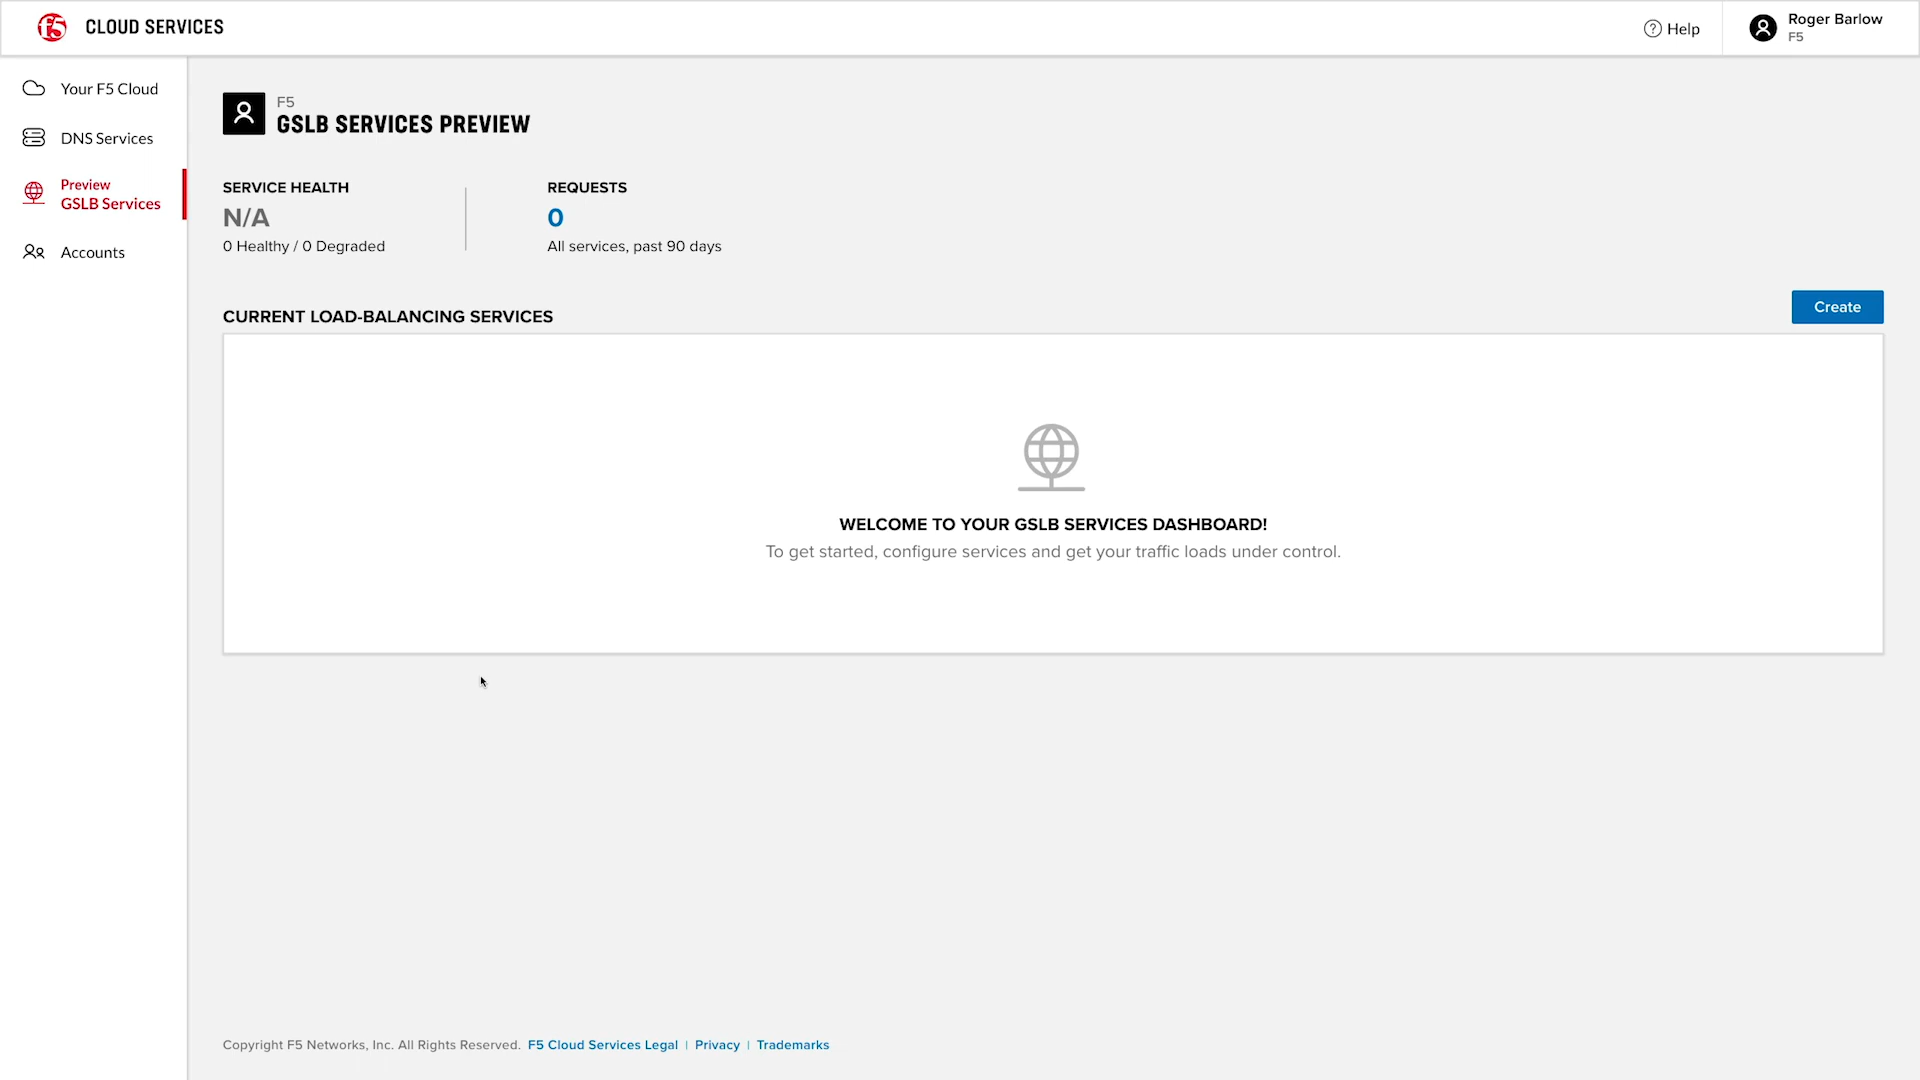 f5 CLOUD SERVICES
Help
Roger Barlow
F5
Your F5 Cloud
DNS Services
Preview
GSLB Services
Accounts
F5
GSLB SERVICES PREVIEW
SERVICE HEALTH
N/A
0 Healthy / 0 Degraded
REQUESTS
0
All services, past 90 days
CURRENT LOAD-BALANCING SERVICES
Create
WELCOME TO YOUR GSLB SERVICES DASHBOARD!
To get started, configure services and get your traffic loads under control.
Copyright F5 Networks, Inc. All Rights Reserved. F5 Cloud Services Legal | Privacy | Trademarks